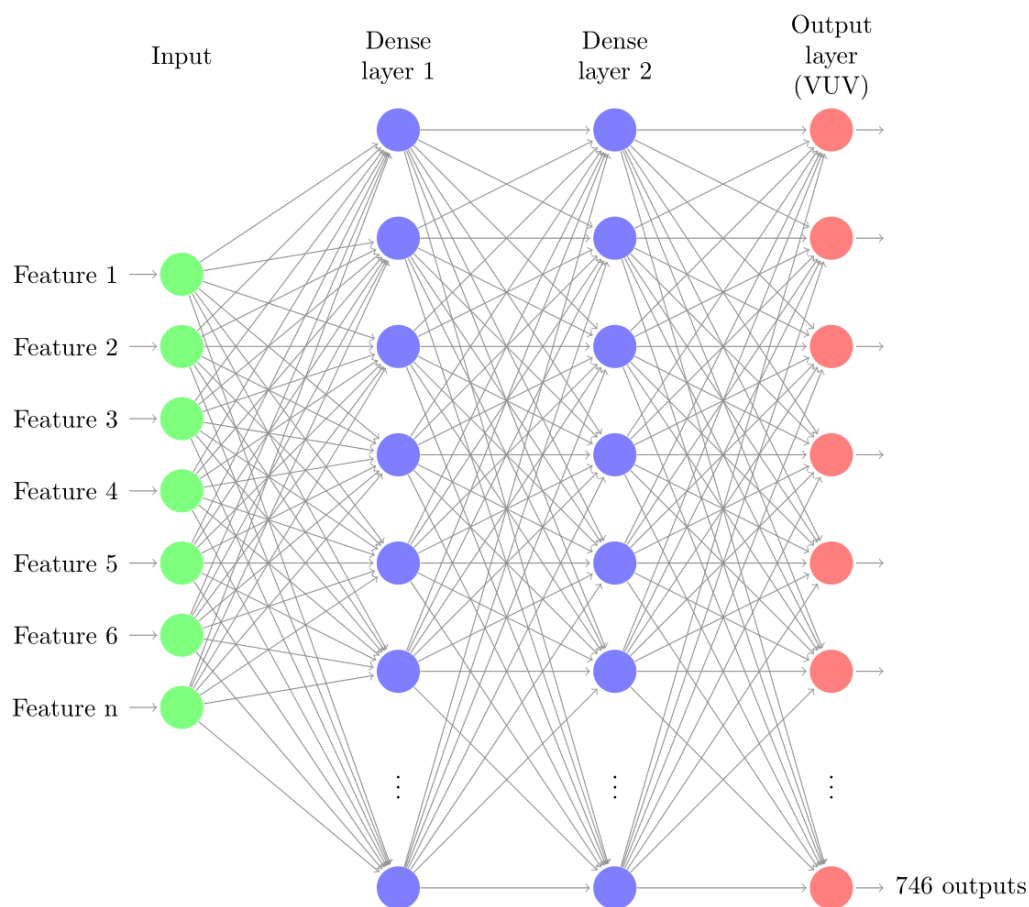 Input
Dense
layer 1
Dense
layer 2
Output
layer
(VUV)
Feature 1
Feature 2
Feature 3
Feature 4
Feature 5
Feature 6
Feature n
⋮
⋮
⋮
746 outputs